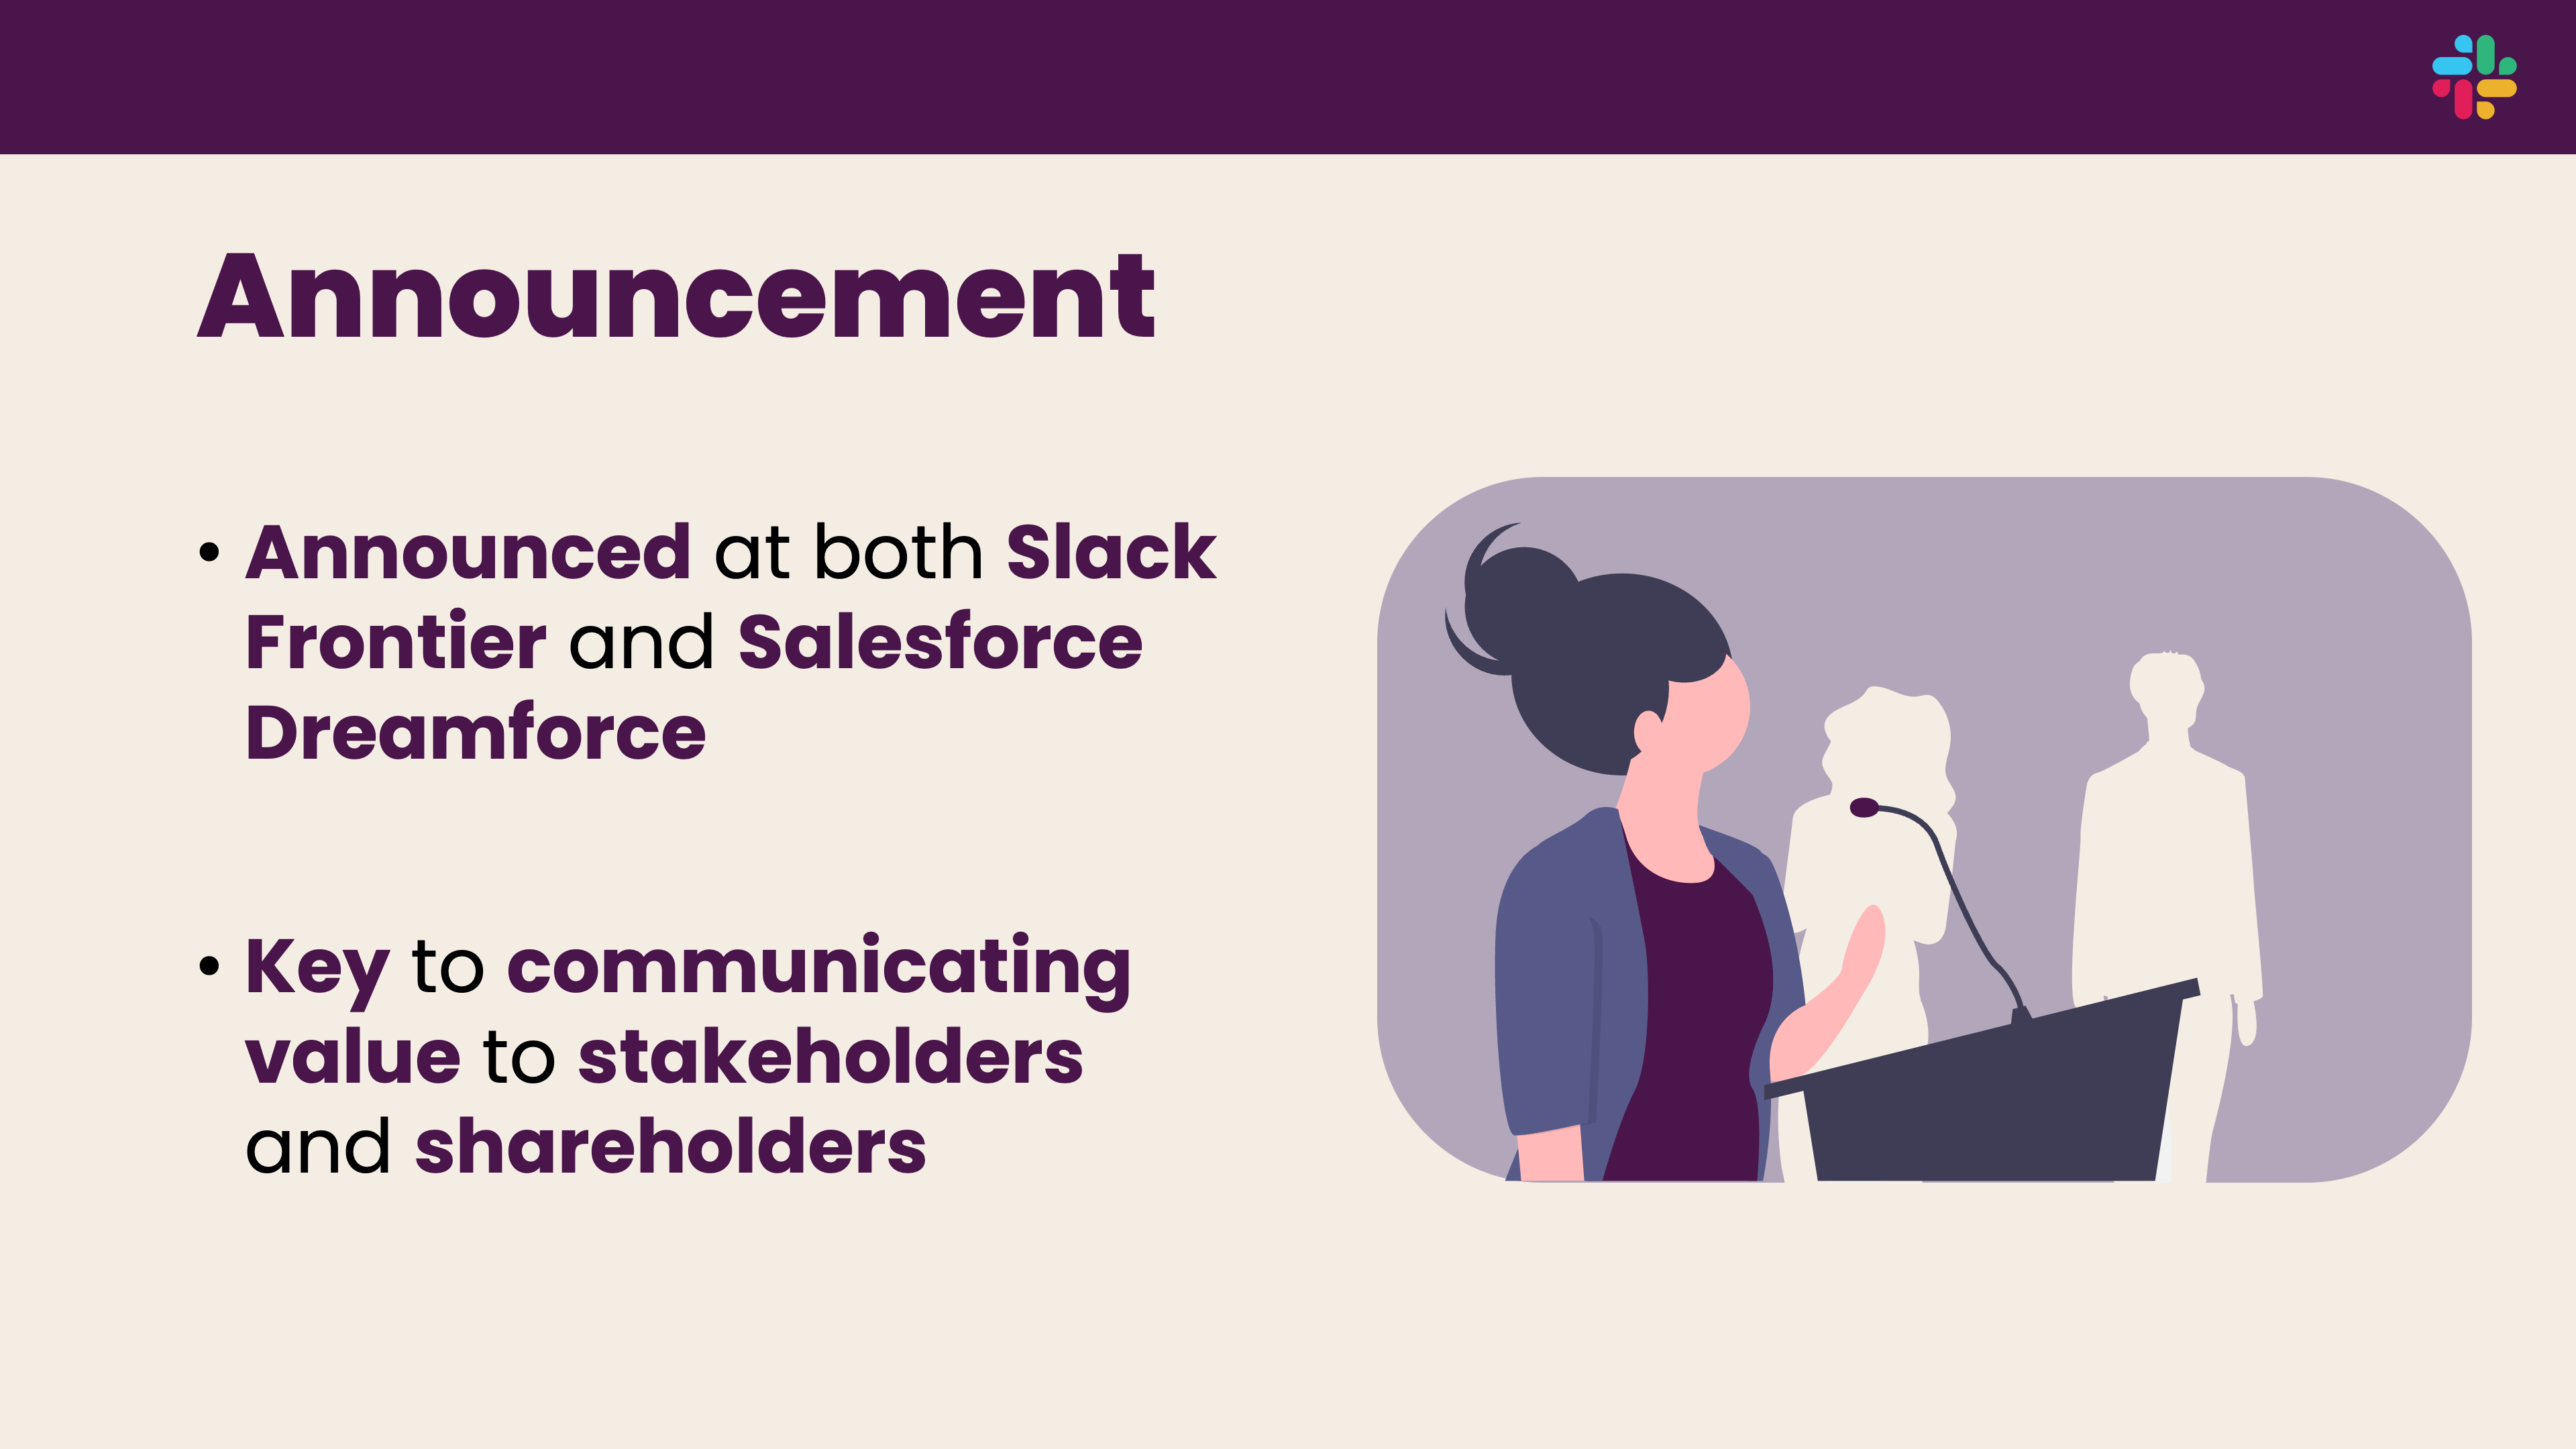 Announcement
• Announced at both Slack
Frontier and Salesforce
Dreamforce
• Key to communicating
value to stakeholders
and shareholders